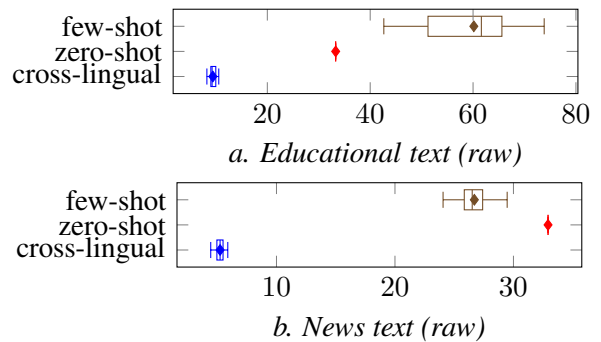 few-shot
zero-shot
cross-lingual
20 40 60 80
a. Educational text (raw)
few-shot
zero-shot
cross-lingual
10 20 30
b. News text (raw)